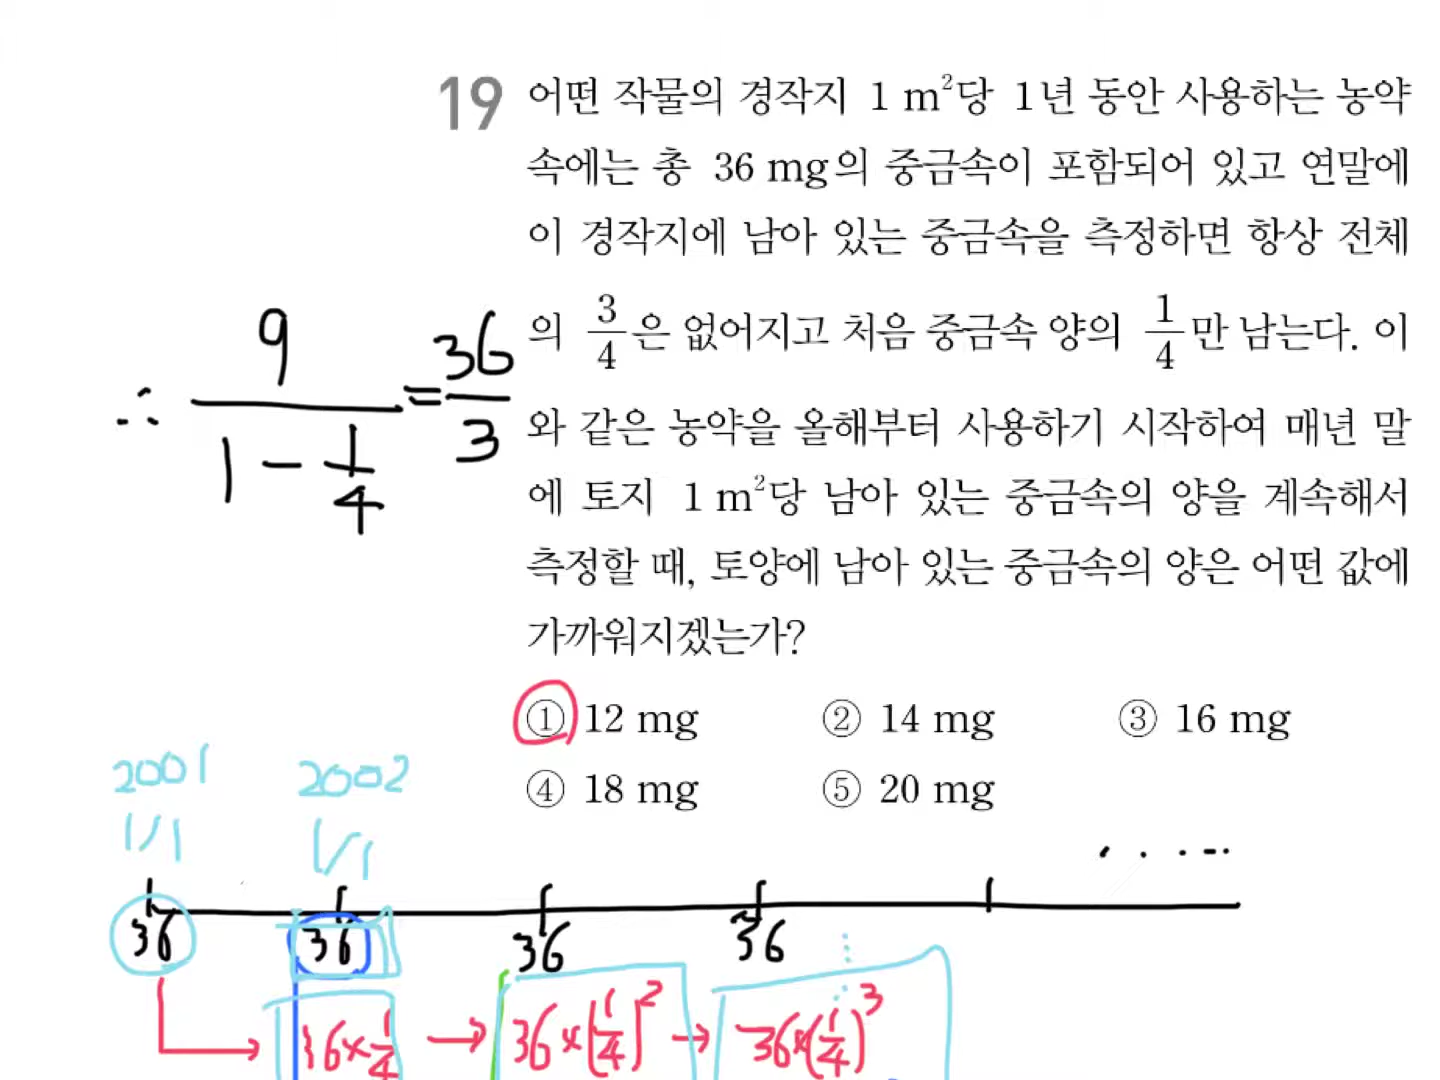 19 어떤 작물의 경작지 1 m²당 1년 동안 사용하는 농약
속에는 총 36 mg의 중금속이 포함되어 있고 연말에
이 경작지에 남아 있는 중금속을 측정하면 항상 전체
의 3/4은 없어지고 처음 중금속 양의 1/4만 남는다. 이
와 같은 농약을 올해부터 사용하기 시작하여 매년 말
에 토지 1 m²당 남아 있는 중금속의 양을 계속해서
측정할 때, 토양에 남아 있는 중금속의 양은 어떤 값에
가까워지겠는가?
① 12 mg ② 14 mg ③ 16 mg
④ 18 mg ⑤ 20 mg
∴ 9/(1 - 1/4) = 36/3
2001 2002
1/1 1/1
36 36 36 36
36×1/4 → 36×(1/4)² → 36×(1/4)³